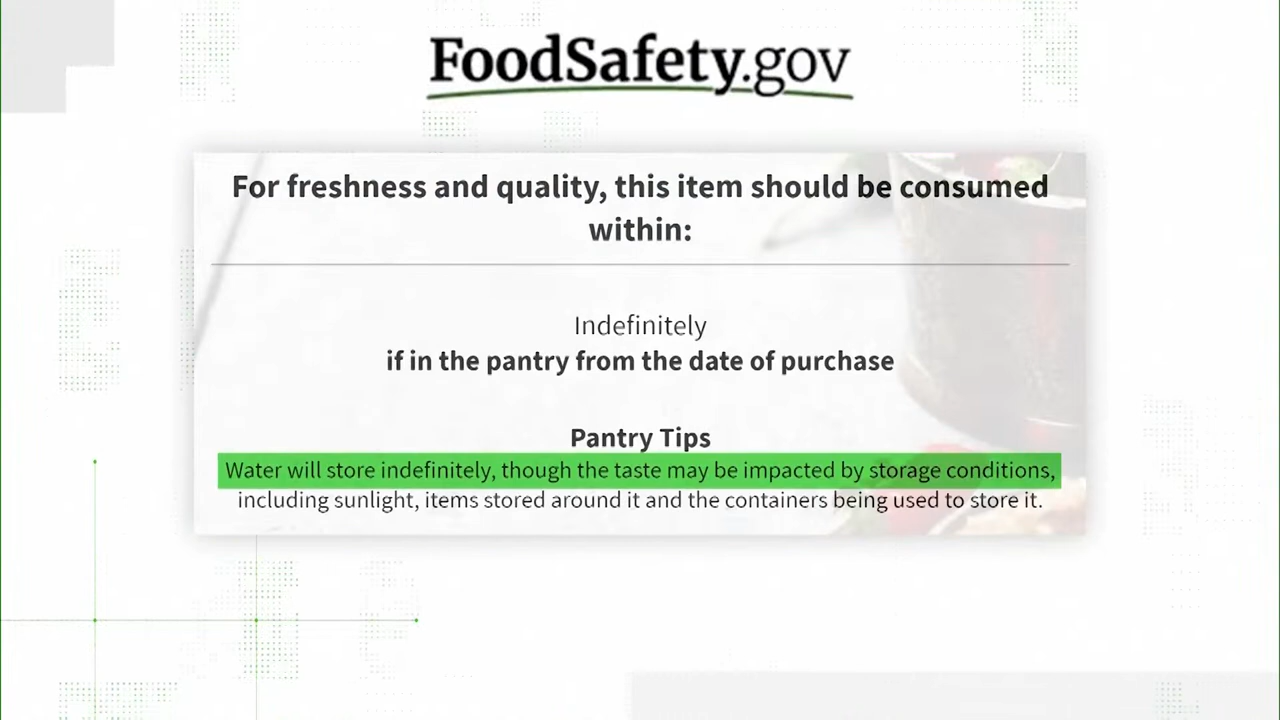 FoodSafety.gov
For freshness and quality, this item should be consumed
within:
Indefinitely
if in the pantry from the date of purchase
Pantry Tips
Water will store indefinitely, though the taste may be impacted by storage conditions,
including sunlight, items stored around it and the containers being used to store it.